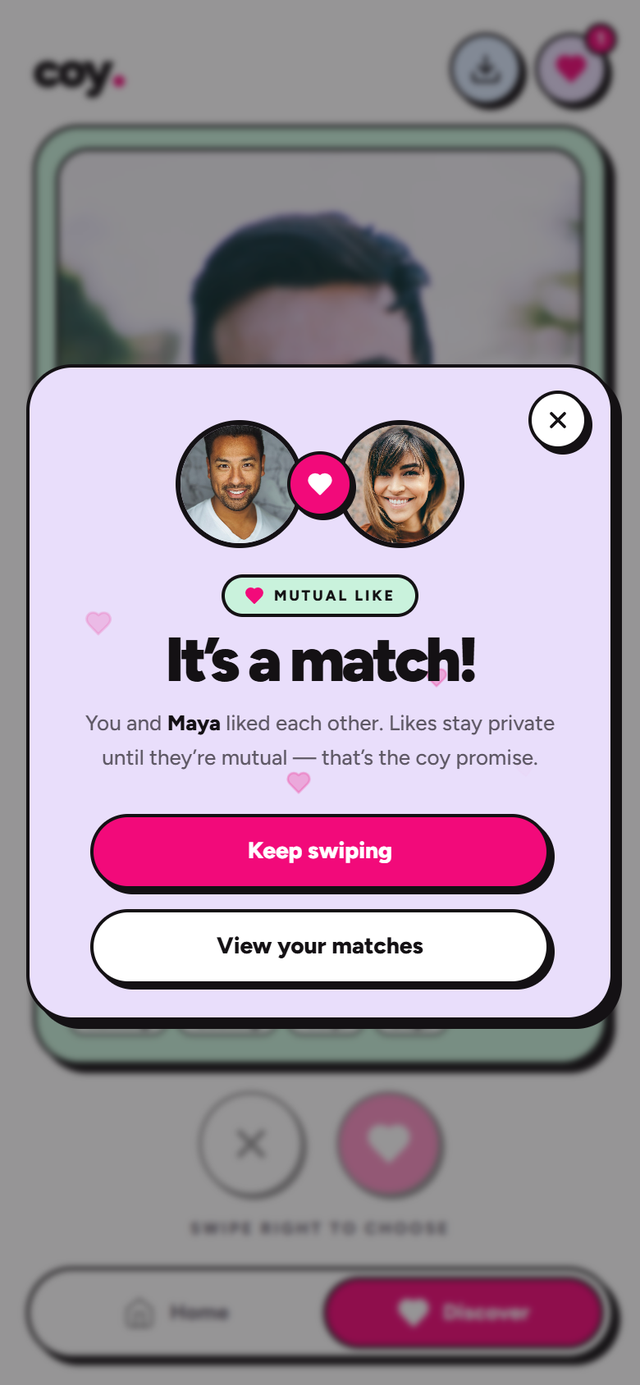 coy.
MUTUAL LIKE
It's a match!
You and Maya liked each other. Likes stay private
until they're mutual — that's the coy promise.
Keep swiping
View your matches
SWIPE RIGHT TO CHOOSE
Home
Discover